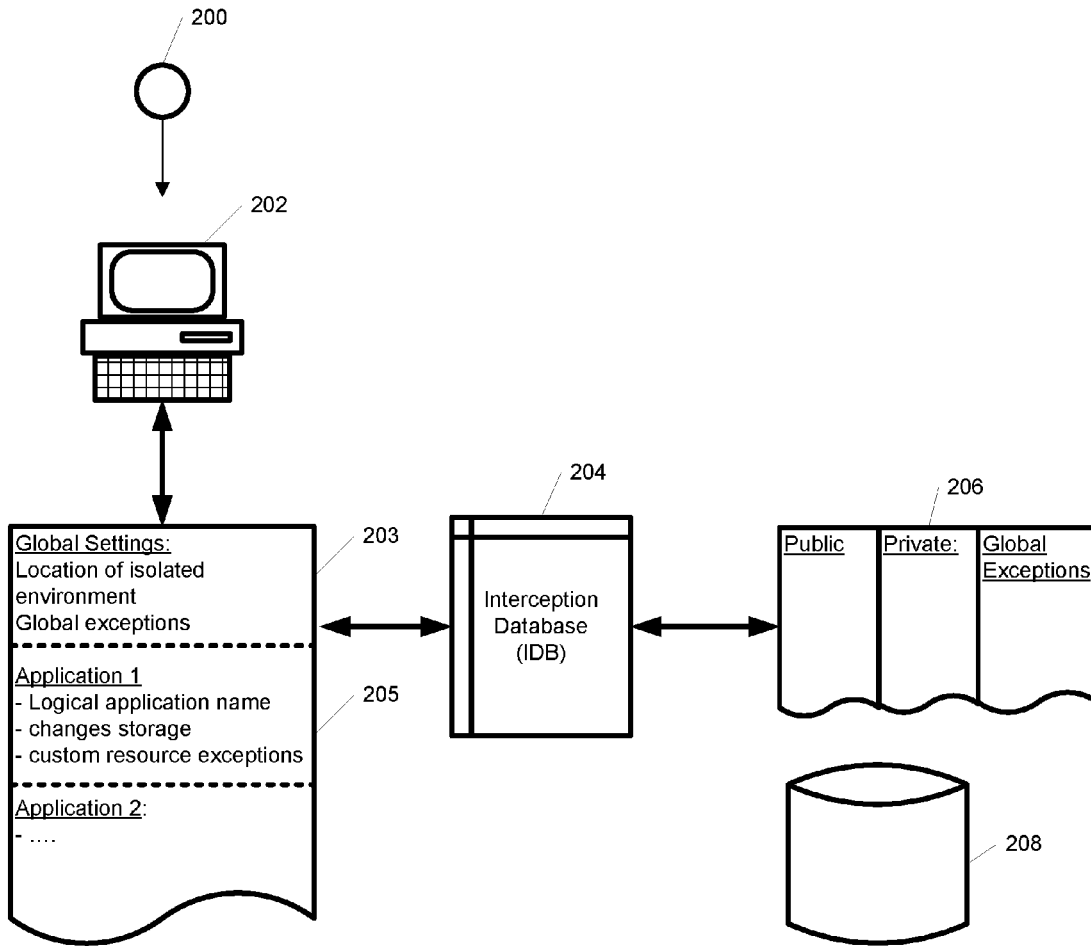 200
202
203
Global Settings:
Location of isolated
environment
Global exceptions
Application 1
- Logical application name
- changes storage
- custom resource exceptions
205
Application 2:
- ....
204
Interception
Database
(IDB)
206
Public
Private:
Global
Exceptions
208